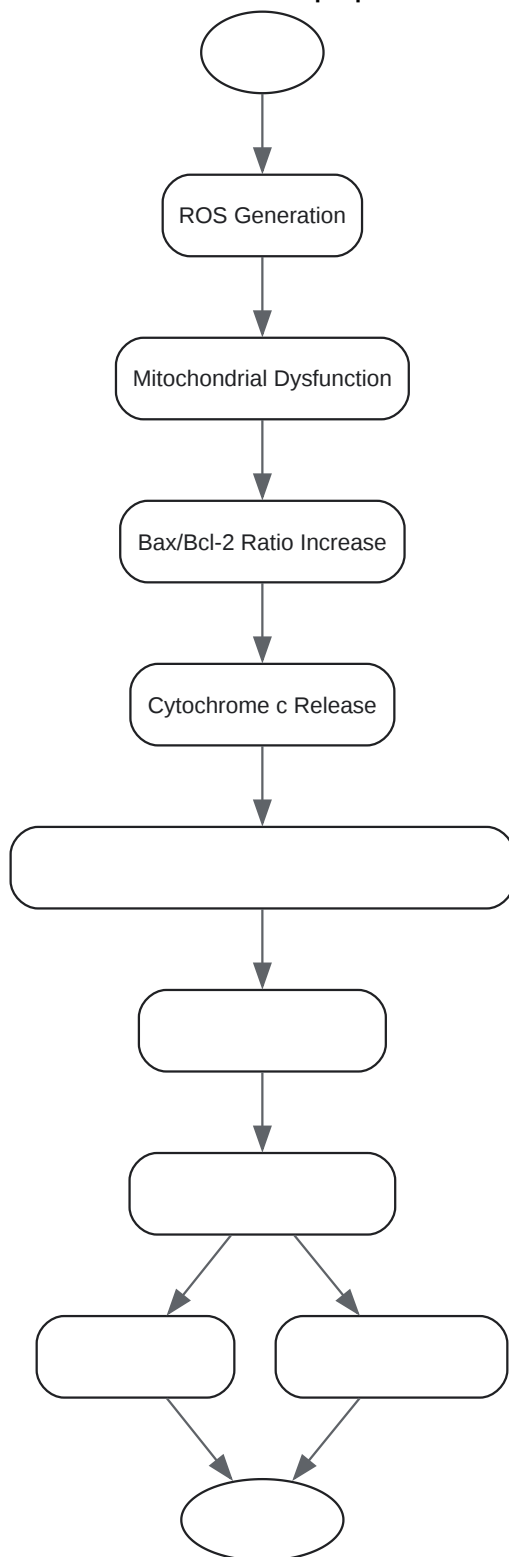 ROS Generation
Mitochondrial Dysfunction
Bax/Bcl-2 Ratio Increase
Cytochrome c Release